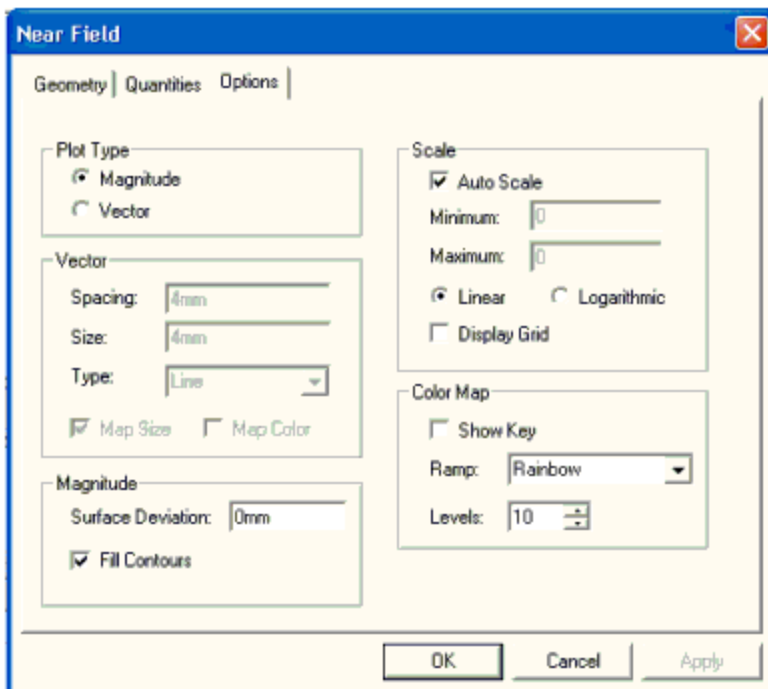 Near Field
Geometry Quantities Options
Plot Type
Magnitude
Vector
Vector
Spacing: 4mm
Size: 4mm
Type: Line
Map Size Map Color
Magnitude
Surface Deviation: 0mm
Fill Contours
Scale
Auto Scale
Minimum: 0
Maximum: 0
Linear Logarithmic
Display Grid
Color Map
Show Key
Ramp: Rainbow
Levels: 10
OK Cancel Apply